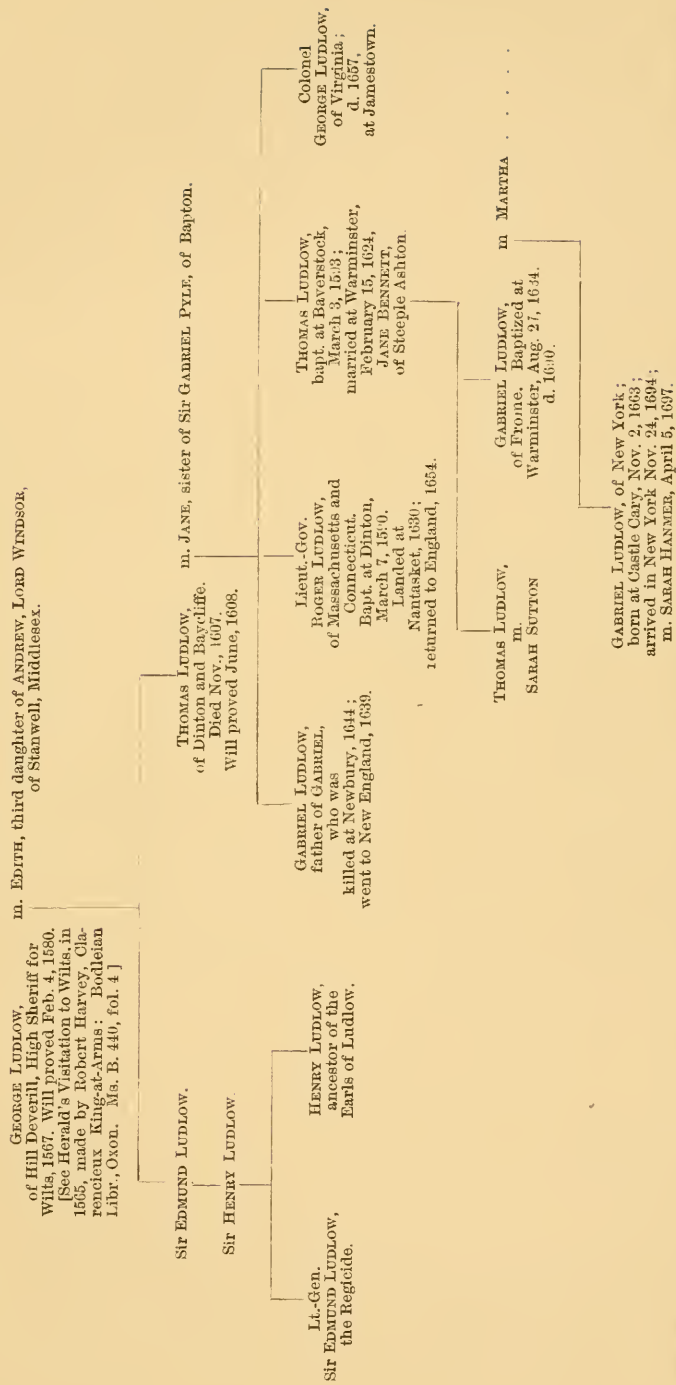 GEORGE LUDLOW,
of Hill Deverill, High Sheriff for
Wilts, 1567. Will proved Feb. 4, 1580.
[See Herald's Visitation to Wilts. in
1565, made by Robert Harvey, Cla-
rencieux King-at-Arms: Bodleian
Libr., Oxon. Ms. B. 440, fol. 4]
m. EDITH, third daughter of ANDREW, LORD WINDSOR,
of Stanwell, Middlesex.
Sir EDMUND LUDLOW.
THOMAS LUDLOW,
of Dinton and Baycliffe.
Died Nov., 1607.
Will proved June, 1608.
m. JANE, sister of Sir GABRIEL PYLE, of Bapton.
Sir HENRY LUDLOW.
Lt.-Gen.
Sir EDMUND LUDLOW,
the Regicide.
HENRY LUDLOW,
ancestor of the
Earls of Ludlow.
GABRIEL LUDLOW,
father of GABRIEL,
who was
killed at Newbury, 1644;
went to New England, 1639.
Lieut.-Gov.
ROGER LUDLOW,
of Massachusetts and
Connecticut.
Bapt. at Dinton,
March 7, 1590.
Landed at
Nantasket, 1630;
returned to England, 1654.
THOMAS LUDLOW,
bapt. at Baverstock,
March 3, 1593;
married at Warminster,
February 15, 1624,
JANE BENNETT,
of Steeple Ashton.
Colonel
GEORGE LUDLOW,
of Virginia;
d. 1657,
at Jamestown.
THOMAS LUDLOW,
m.
SARAH SUTTON
GABRIEL LUDLOW,
of Frome. Baptized at
Warminster, Aug. 27, 1634.
d. 1690.
m MARTHA . . . . .
GABRIEL LUDLOW, of New York;
born at Castle Cary, Nov. 2, 1663;
arrived in New York Nov. 24, 1694;
m. SARAH HANMER, April 5, 1697.